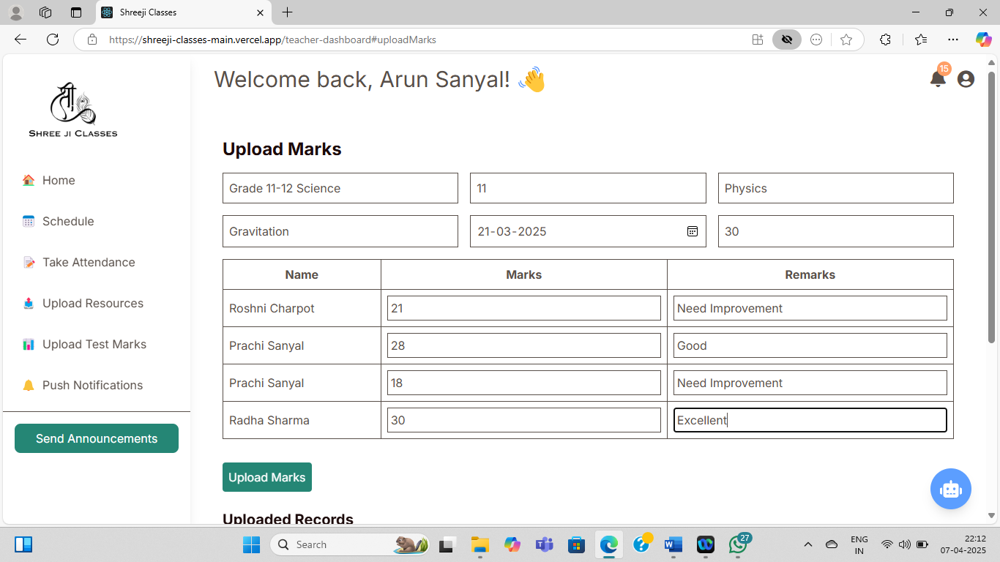 Shreeji Classes
https://shreeji-classes-main.vercel.app/teacher-dashboard#uploadMarks
श्री
SHREE JI CLASSES
Home
Schedule
Take Attendance
Upload Resources
Upload Test Marks
Push Notifications
Send Announcements
Welcome back, Arun Sanyal! 👋
15
Upload Marks
Grade 11-12 Science 11 Physics
Gravitation 21-03-2025 30
Name Marks Remarks
Roshni Charpot 21 Need Improvement
Prachi Sanyal 28 Good
Prachi Sanyal 18 Need Improvement
Radha Sharma 30 Excellent
Upload Marks
Uploaded Records
Search
27
ENG
IN
22:12
07-04-2025